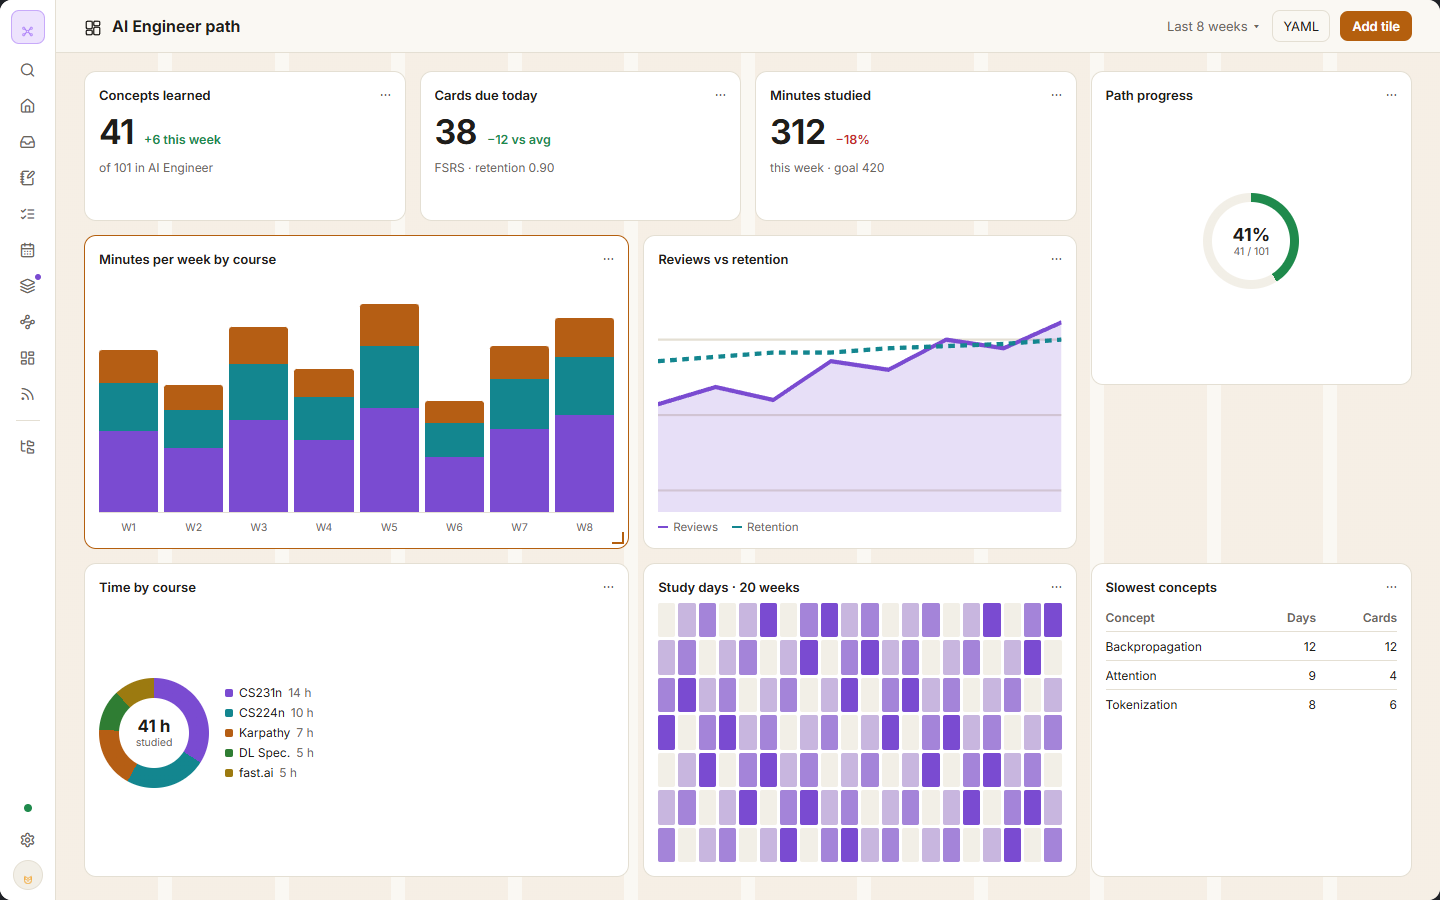 AI Engineer path
Last 8 weeks
YAML
Add tile
Concepts learned
41 +6 this week
of 101 in AI Engineer
Cards due today
38 −12 vs avg
FSRS · retention 0.90
Minutes studied
312 −18%
this week · goal 420
Path progress
41%
41 / 101
Minutes per week by course
W1 W2 W3 W4 W5 W6 W7 W8
Reviews vs retention
Reviews Retention
Time by course
41 h
studied
CS231n 14 h
CS224n 10 h
Karpathy 7 h
DL Spec. 5 h
fast.ai 5 h
Study days · 20 weeks
Slowest concepts
Concept Days Cards
Backpropagation 12 12
Attention 9 4
Tokenization 8 6